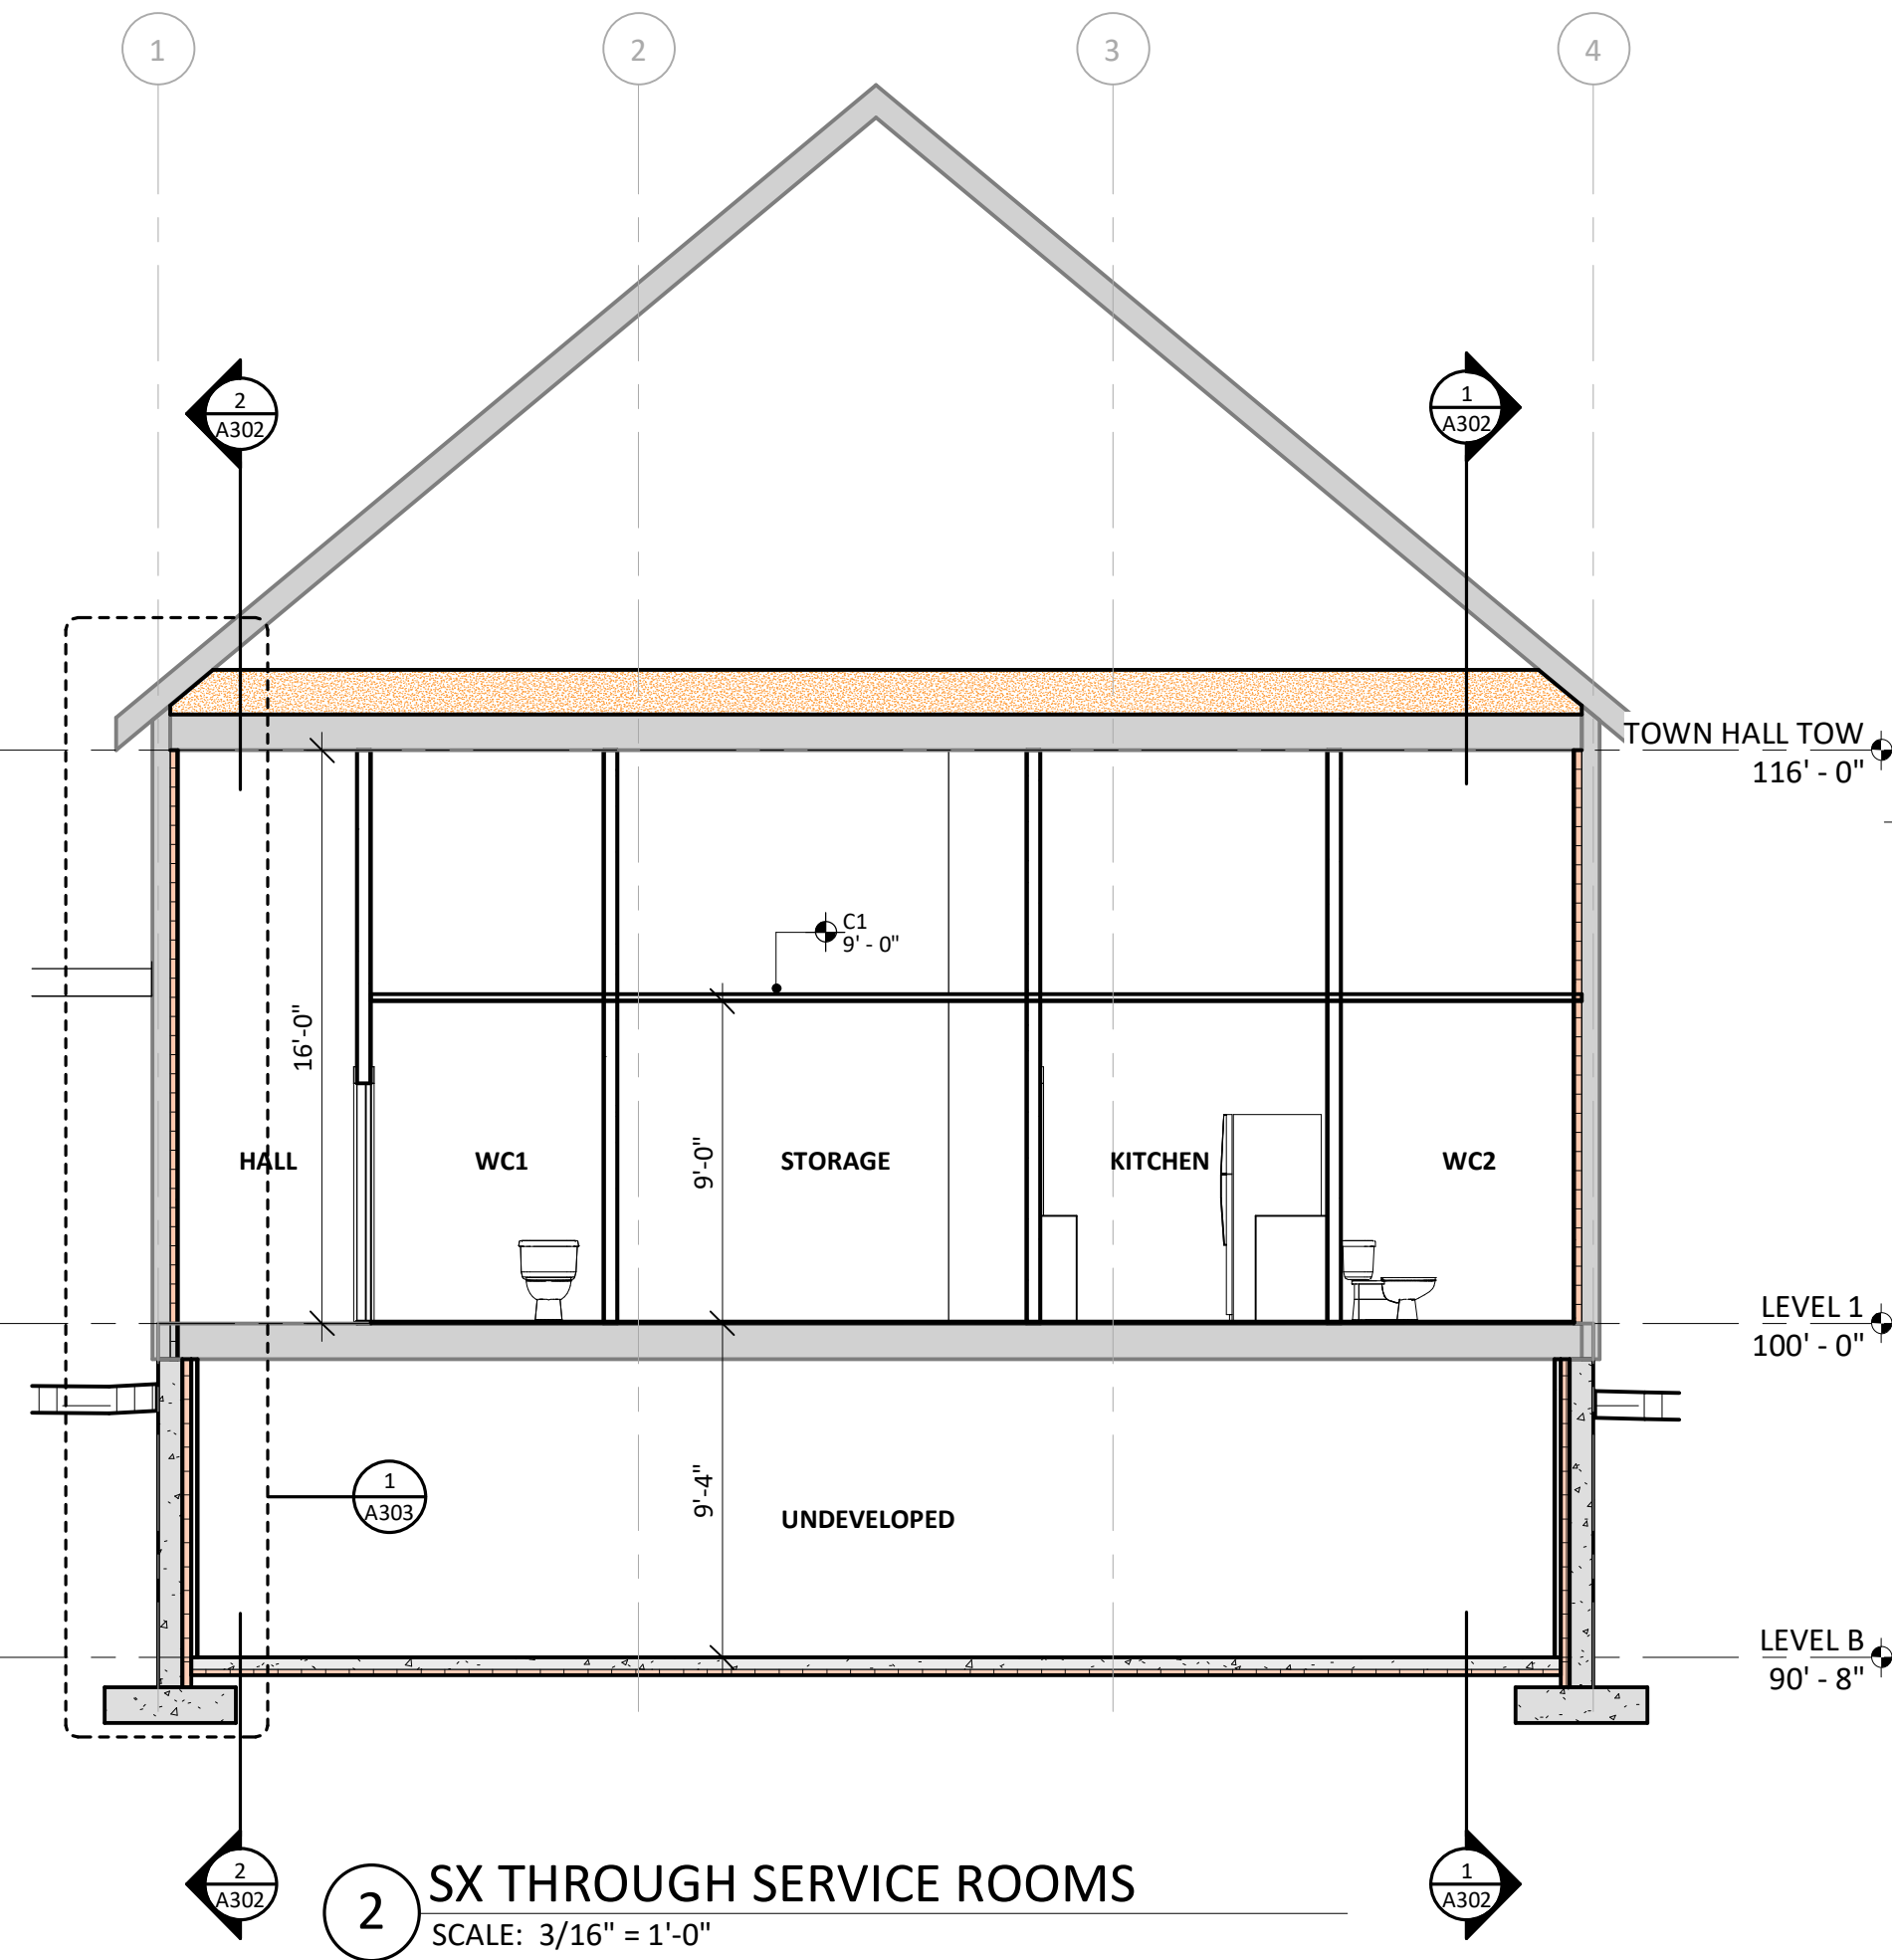 1
2
3
4
2
A302
1
A302
TOWN HALL TOW
116' - 0"
C1
9' - 0"
16'-0"
9'-0"
HALL
WC1
STORAGE
KITCHEN
WC2
LEVEL 1
100' - 0"
1
A303
9'-4"
UNDEVELOPED
LEVEL B
90' - 8"
2
A302
1
A302
2
SX THROUGH SERVICE ROOMS
SCALE: 3/16" = 1'-0"